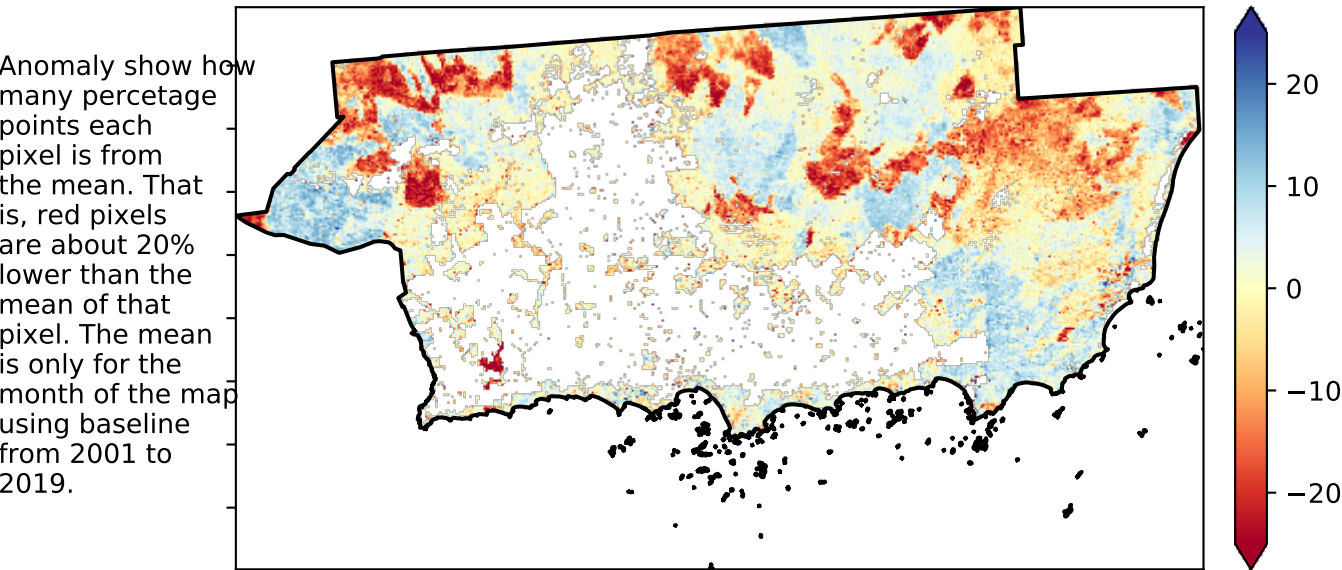 Anomaly show how
many percetage
points each
pixel is from
the mean. That
is, red pixels
are about 20%
lower than the
mean of that
pixel. The mean
is only for the
month of the map
using baseline
from 2001 to
2019.
20
10
0
−10
−20